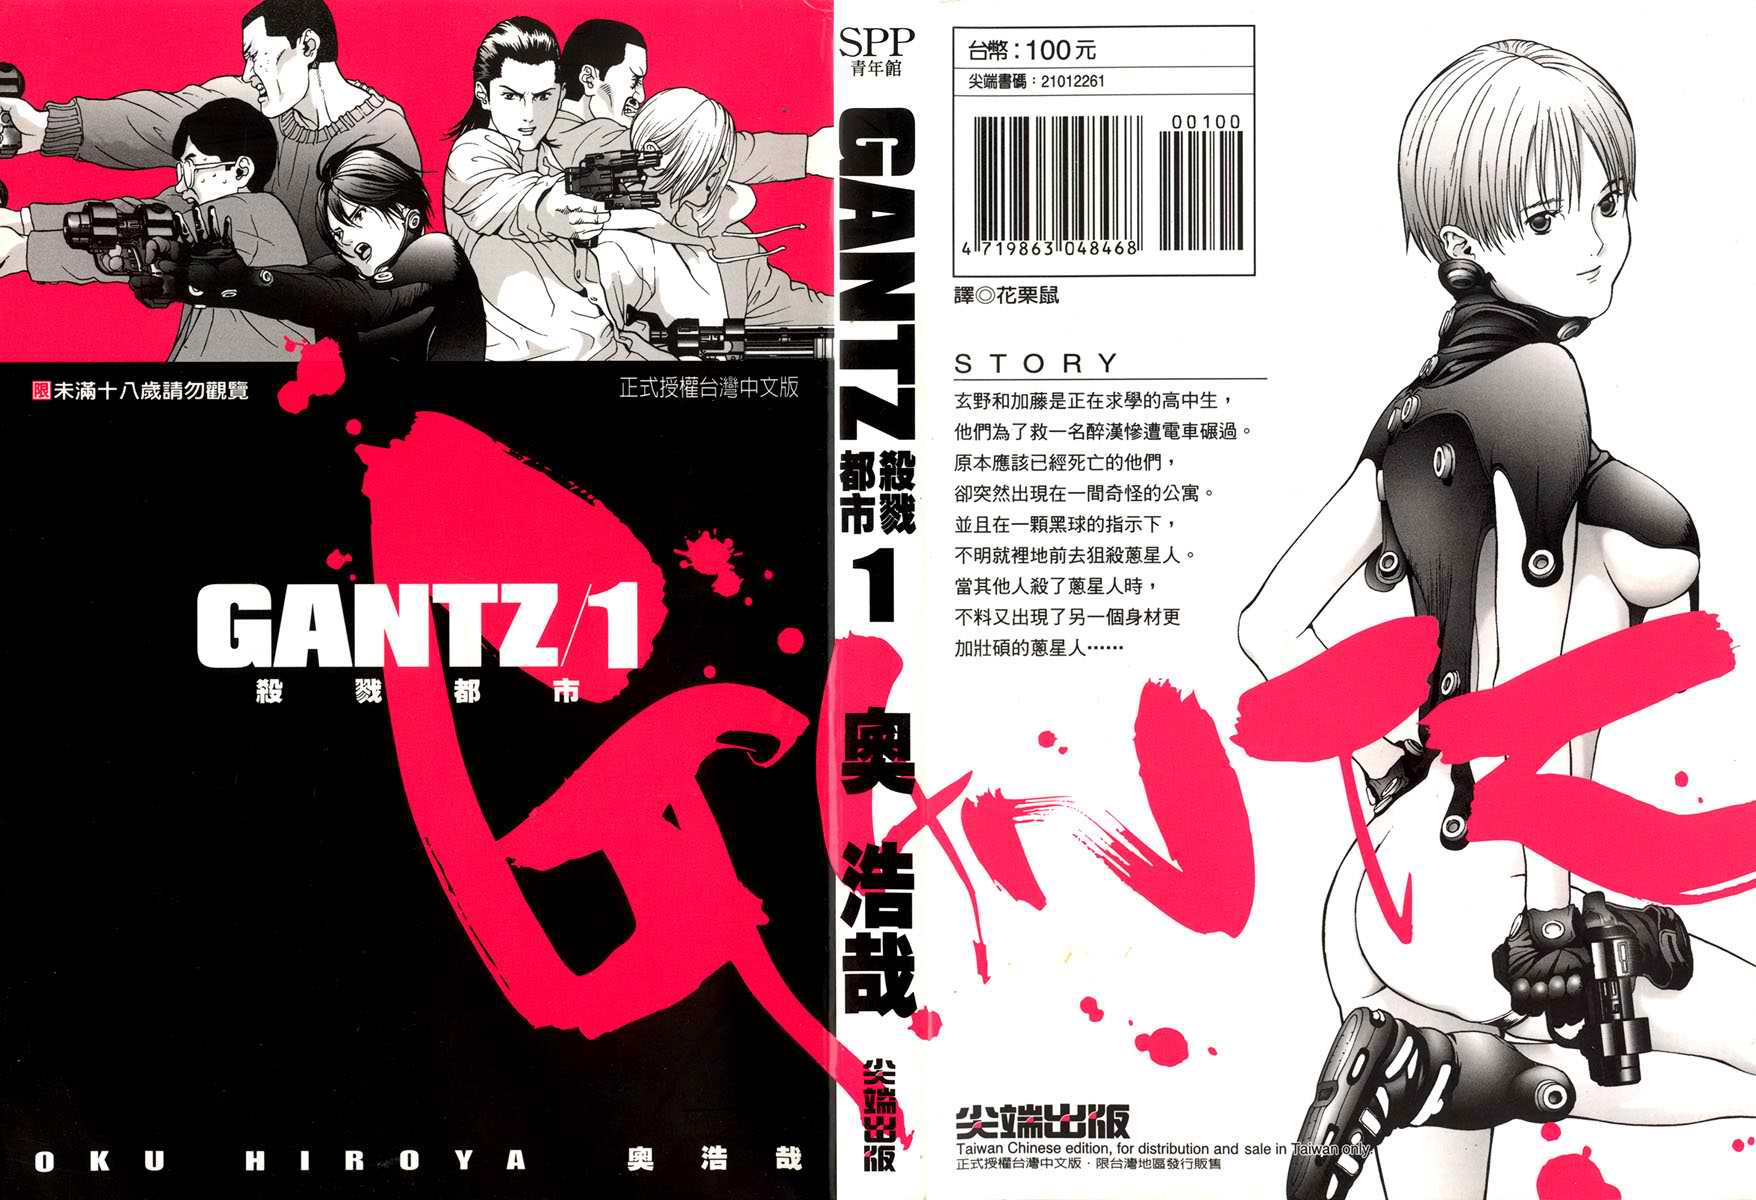 限 未滿十八歲請勿觀覽
正式授權台灣中文版
GANTZ/1
殺戮都市
OKU HIROYA 奧浩哉
SPP
青年館
GANTZ
殺戮都市
1
奧浩哉
尖端出版
台幣：100元
尖端書碼：21012261
00100
4 719863 048468
譯◎花栗鼠
STORY
玄野和加藤是正在求學的高中生，
他們為了救一名醉漢慘遭電車碾過。
原本應該已經死亡的他們，
卻突然出現在一間奇怪的公寓。
並且在一顆黑球的指示下，
不明就裡地前去狙殺蔥星人。
當其他人殺了蔥星人時，
不料又出現了另一個身材更
加壯碩的蔥星人……
GANTZ
尖端出版
Taiwan Chinese edition, for distribution and sale in Taiwan only.
正式授權台灣中文版．限台灣地區發行販售